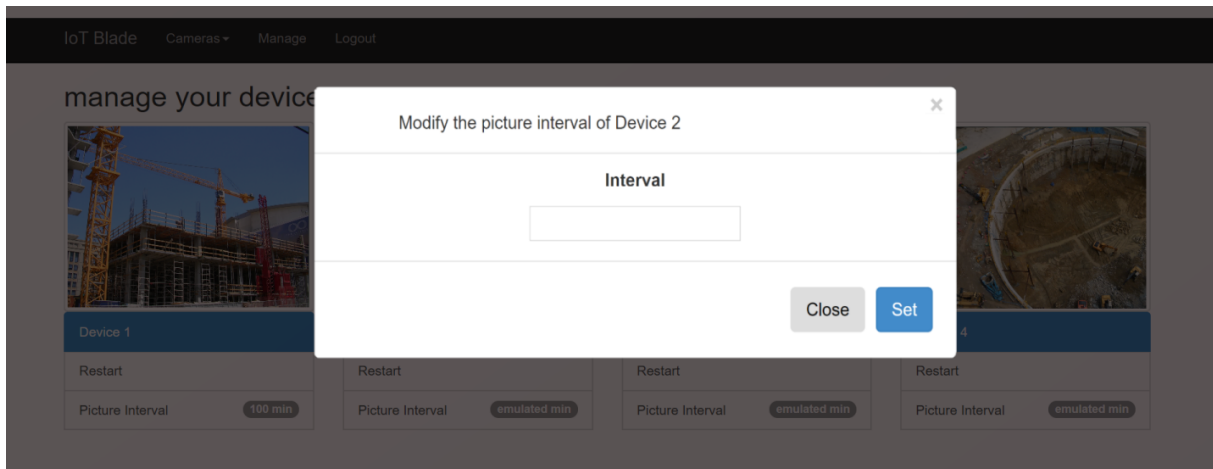 IoT Blade Cameras Manage Logout
manage your device
×
Modify the picture interval of Device 2
Interval
Close Set
Device 1 4
Restart Restart Restart Restart
Picture Interval 100 min Picture Interval emulated min Picture Interval emulated min Picture Interval emulated min